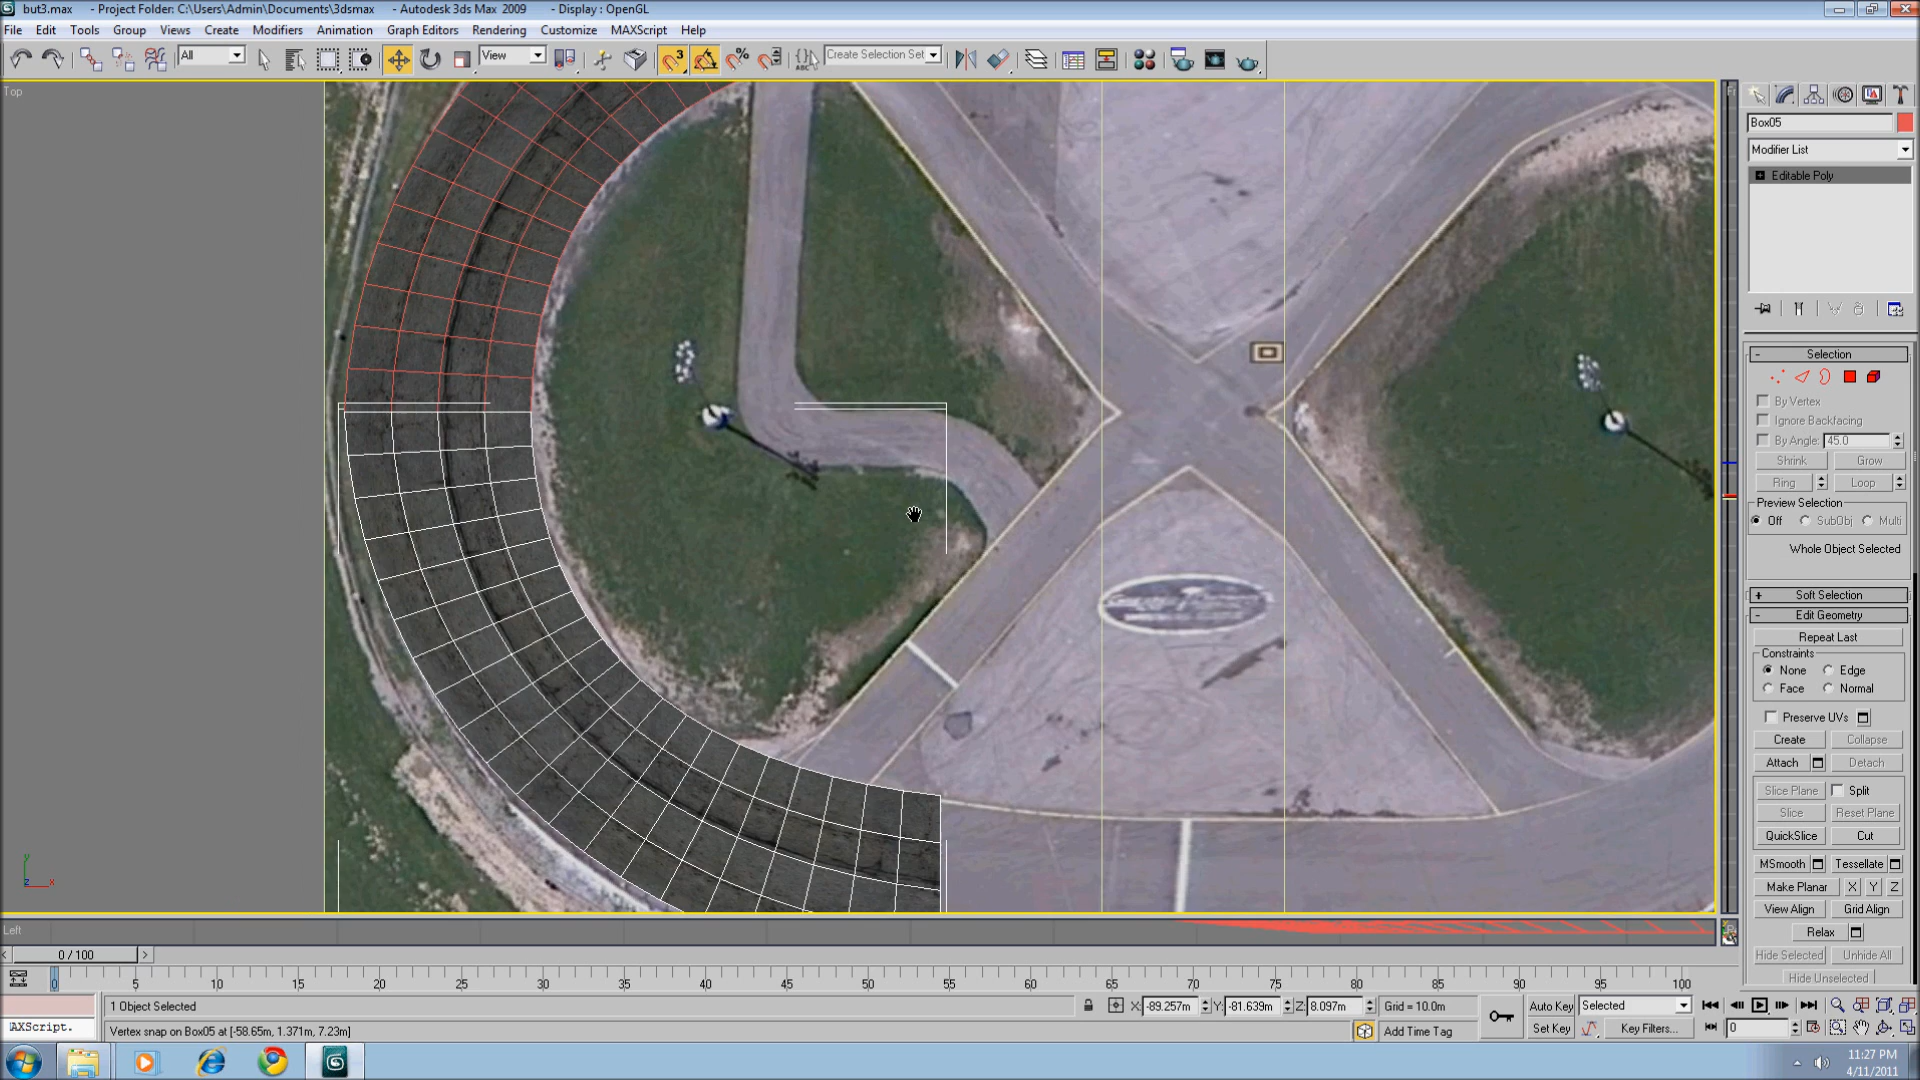 but3.max - Project Folder: C:\Users\Admin\Documents\3dsmax - Autodesk 3ds Max 2009 - Display : OpenGL
File Edit Tools Group Views Create Modifiers Animation Graph Editors Rendering Customize MAXScript Help
All View 3 Create Selection Set
Top
Box05
Modifier List
Editable Poly
- Selection
By Vertex
Ignore Backfacing
By Angle: 45.0
Shrink Grow
Ring Loop
Preview Selection
Off SubObj Multi
Whole Object Selected
+ Soft Selection
- Edit Geometry
Repeat Last
Constraints
None Edge
Face Normal
Preserve UVs
Create Collapse
Attach Detach
Slice Plane Split
Slice Reset Plane
QuickSlice Cut
MSmooth Tessellate
Make Planar X Y Z
View Align Grid Align
Relax
Hide Selected Unhide All
Hide Unselected
y
z x
Left
< 0 / 100 >
0 5 10 15 20 25 30 35 40 45 50 55 60 65 70 75 80 85 90 95 100
1 Object Selected X: -89.257m Y: -81.639m Z: 8.097m Grid = 10.0m Auto Key Selected
AXScript. Vertex snap on Box05 at [-58.65m, 1.371m, 7.23m] Add Time Tag Set Key Key Filters... 0
11:27 PM
4/11/2011